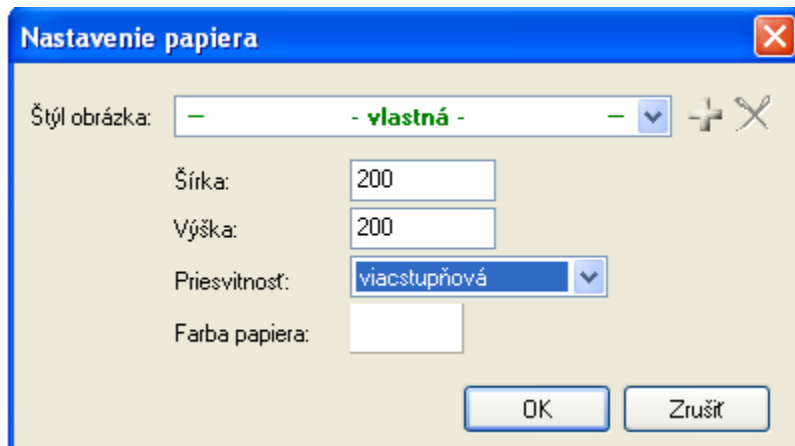 Nastavenie papiera
Štýl obrázka: – - vlastná - –
Šírka: 200
Výška: 200
Priesvitnosť: viacstupňová
Farba papiera:
OK Zrušiť